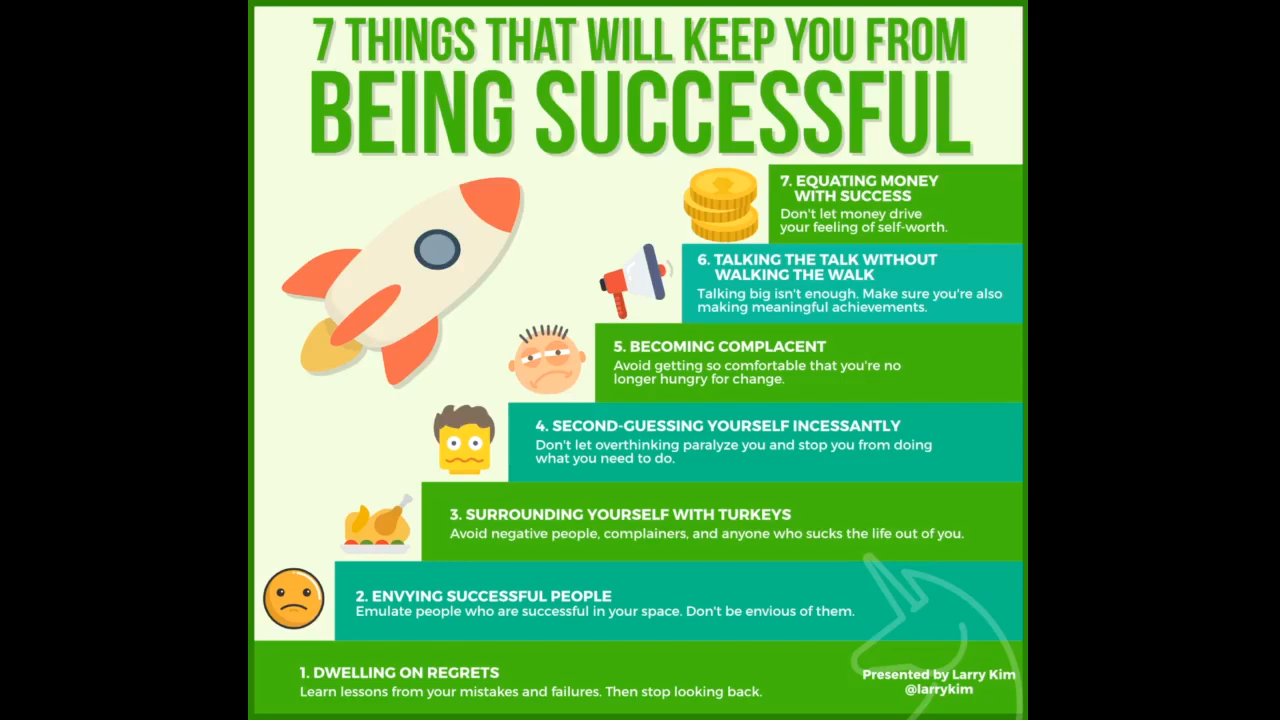 7 THINGS THAT WILL KEEP YOU FROM
BEING SUCCESSFUL
7. EQUATING MONEY
WITH SUCCESS
Don't let money drive
your feeling of self-worth.
6. TALKING THE TALK WITHOUT
WALKING THE WALK
Talking big isn't enough. Make sure you're also
making meaningful achievements.
5. BECOMING COMPLACENT
Avoid getting so comfortable that you're no
longer hungry for change.
4. SECOND-GUESSING YOURSELF INCESSANTLY
Don't let overthinking paralyze you and stop you from doing
what you need to do.
3. SURROUNDING YOURSELF WITH TURKEYS
Avoid negative people, complainers, and anyone who sucks the life out of you.
2. ENVYING SUCCESSFUL PEOPLE
Emulate people who are successful in your space. Don't be envious of them.
1. DWELLING ON REGRETS
Learn lessons from your mistakes and failures. Then stop looking back.
Presented by Larry Kim
@larrykim